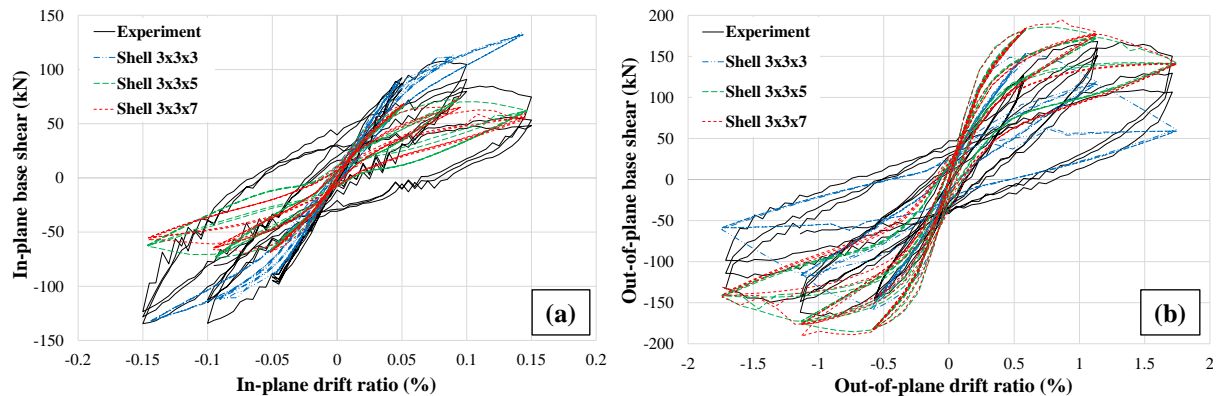 150
100
50
0
-50
-100
-150
In-plane base shear (kN)
Experiment
Shell 3x3x3
Shell 3x3x5
Shell 3x3x7
(a)
-0.2 -0.15 -0.1 -0.05 0 0.05 0.1 0.15 0.2
In-plane drift ratio (%)
200
150
100
50
0
-50
-100
-150
-200
Out-of-plane base shear (kN)
Experiment
Shell 3x3x3
Shell 3x3x5
Shell 3x3x7
(b)
-2 -1.5 -1 -0.5 0 0.5 1 1.5 2
Out-of-plane drift ratio (%)